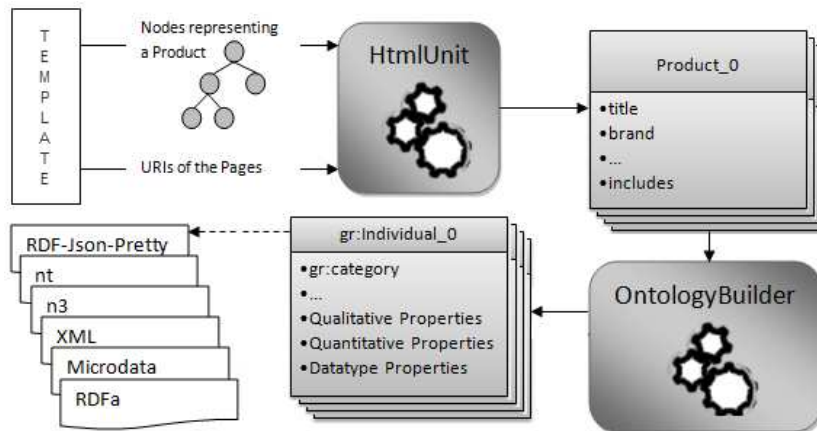 TEMPLATE
Nodes representing
a Product
URIs of the Pages
HtmlUnit
Product_0
•title
•brand
•...
•includes
OntologyBuilder
gr:Individual_0
•gr:category
•...
•Qualitative Properties
•Quantitative Properties
•Datatype Properties
RDF-Json-Pretty
nt
n3
XML
Microdata
RDFa